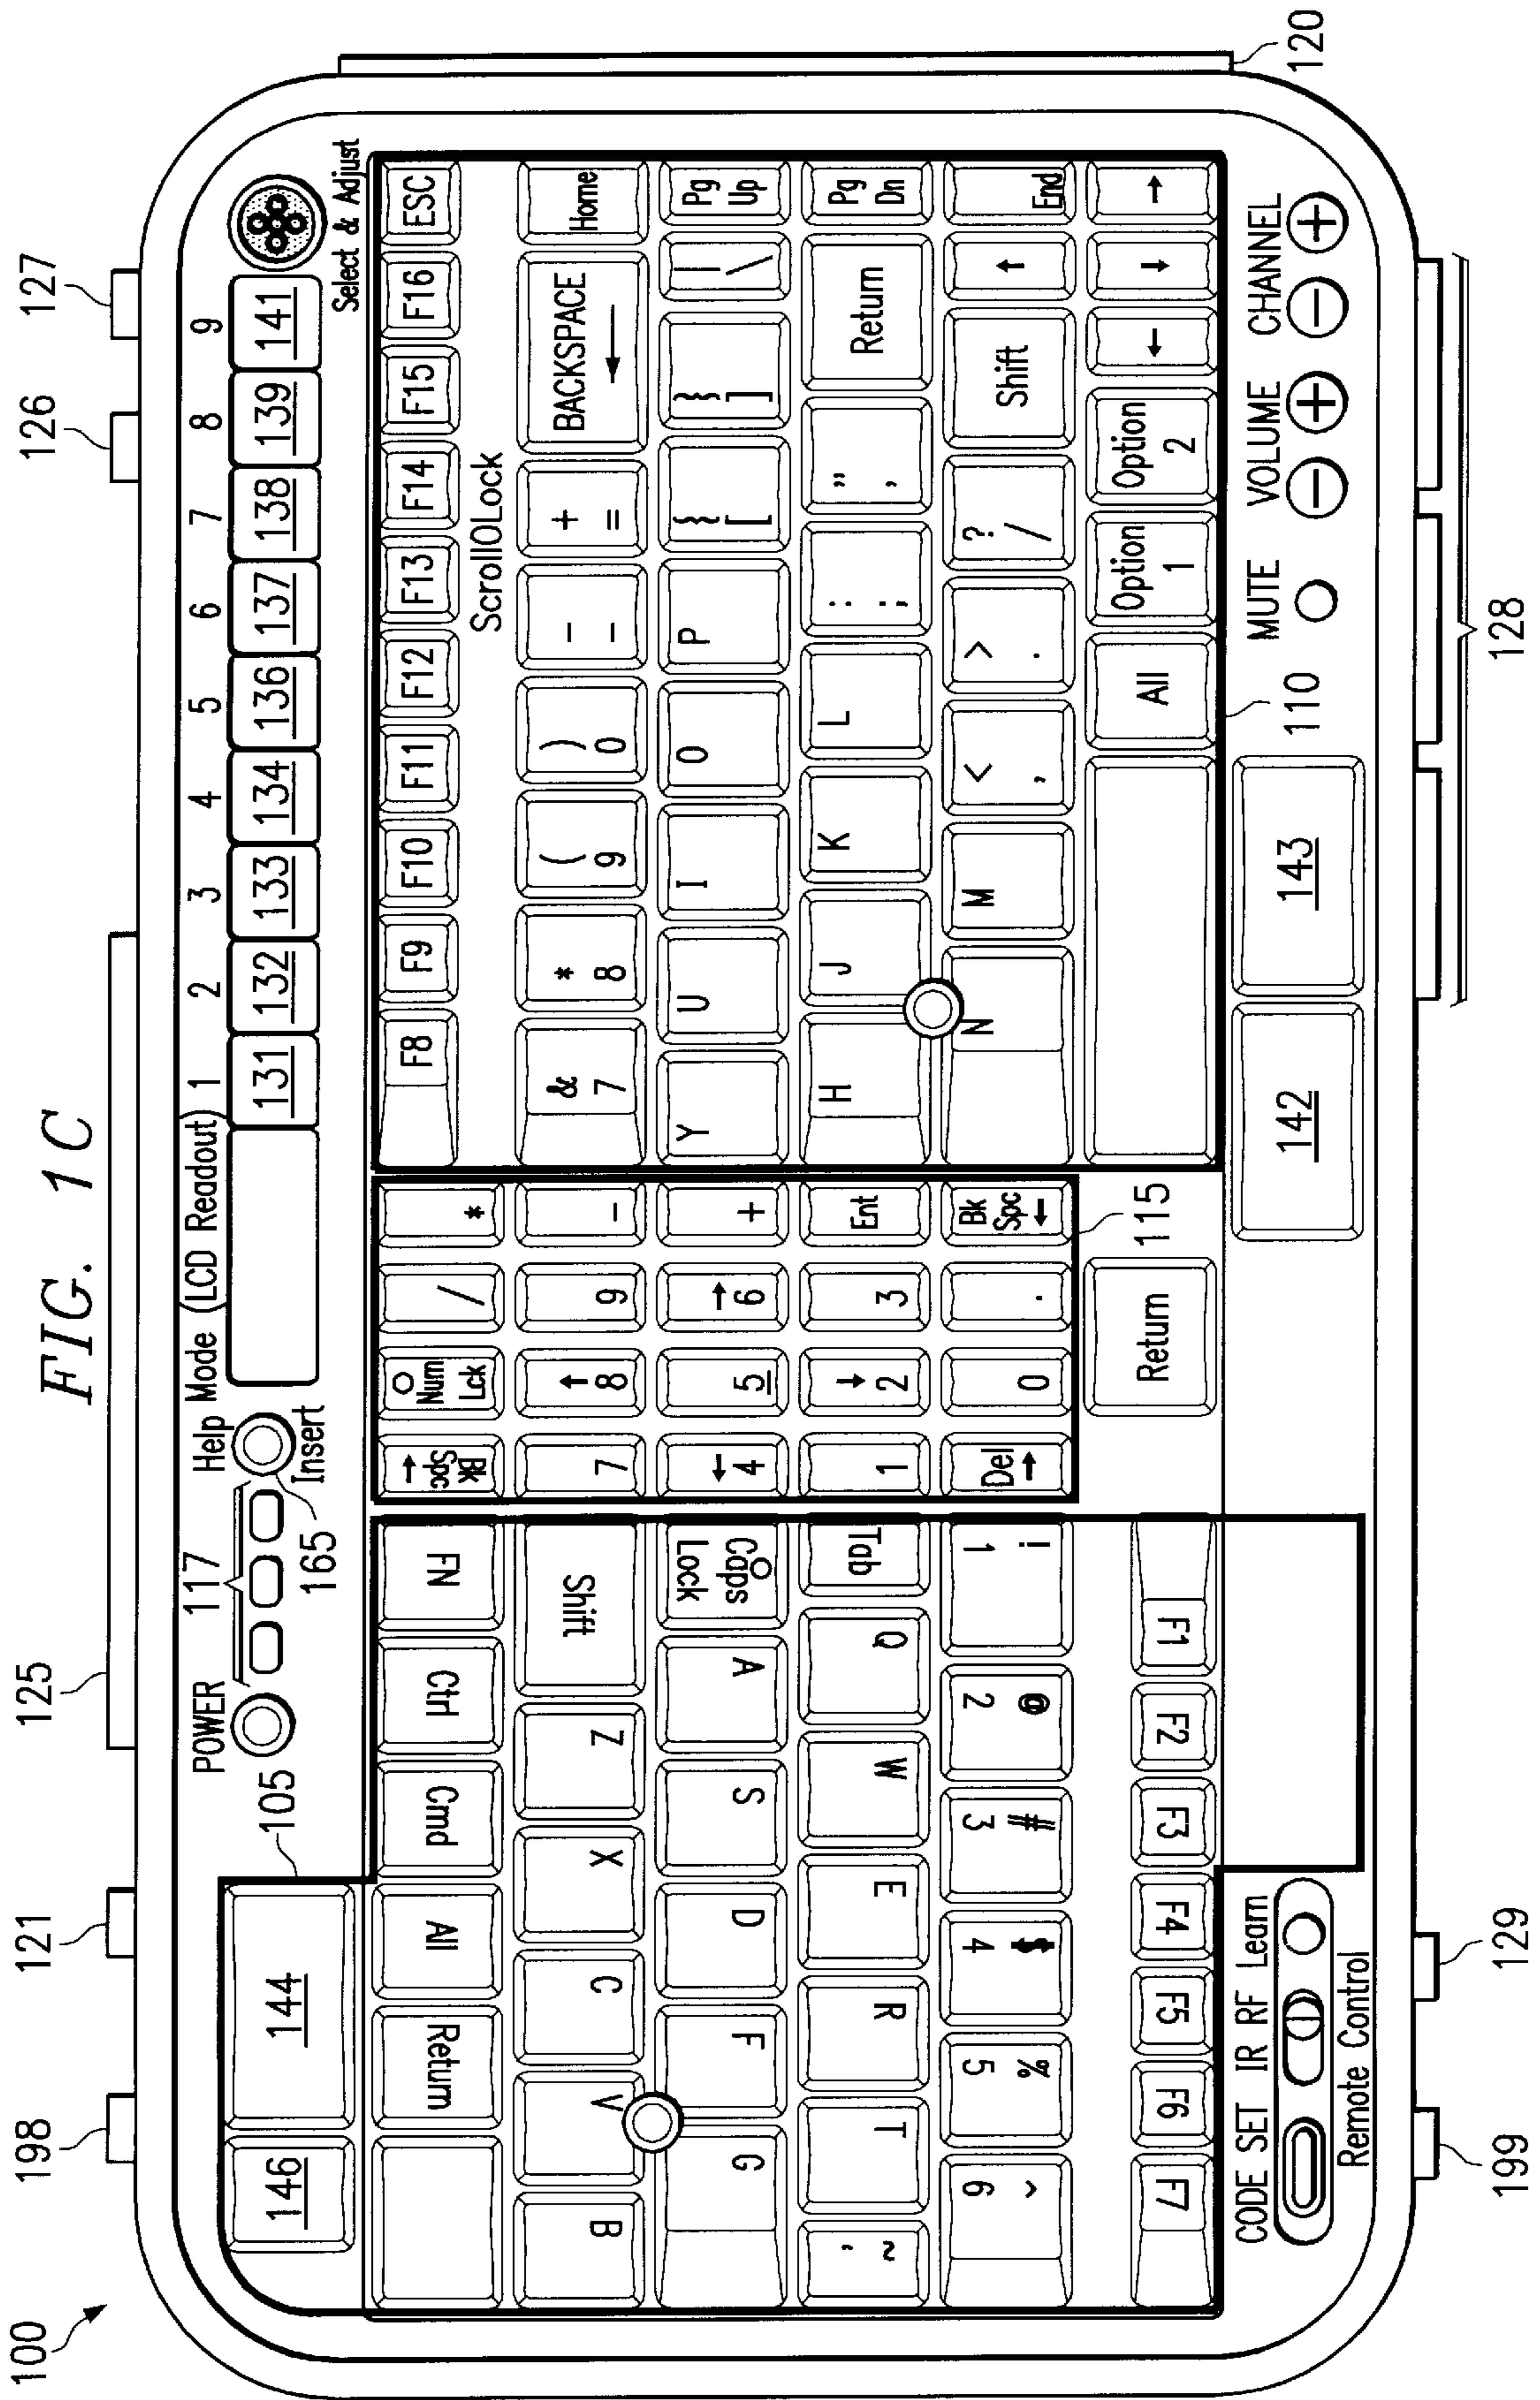 FIG. 1C
100
198 121 125 126 127
POWER 117 Help Mode (LCD Readout) 1 2 3 4 5 6 7 8 9
146 144 131 132 133 134 136 137 138 139 141
105 165 Insert Select & Adjust
F1 F2 F3 F4 F5 F6 F7
! @ # $ % ^
1 2 3 4 5 6
Tab Q W E R T ~ '
Caps Lock A S D F G
Shift Z X C V B
FN Ctrl Cmd All Return
Bk Spc → Num Lck / *
7 8 ↑ 9 -
4 ← 5 6 → +
1 2 ↓ 3 Ent
Del → 0 . Bk Spc ←
Return
115
F8 F9 F10 F11 F12 F13 F14 F15 F16 ESC
ScrollOLock
& * ( ) - + BACKSPACE Home
7 8 9 0 - = ←
Y U I O P } [ } ] | \ Pg Up
H J K L : ; " ' Return Pg Dn
N M < , > . ? / Shift ↑ End
All Option 1 Option 2 ← ↓ →
CODE SET IR RF Learn 142 143 110 MUTE VOLUME CHANNEL
− + − +
Remote Control
120
199 129 128